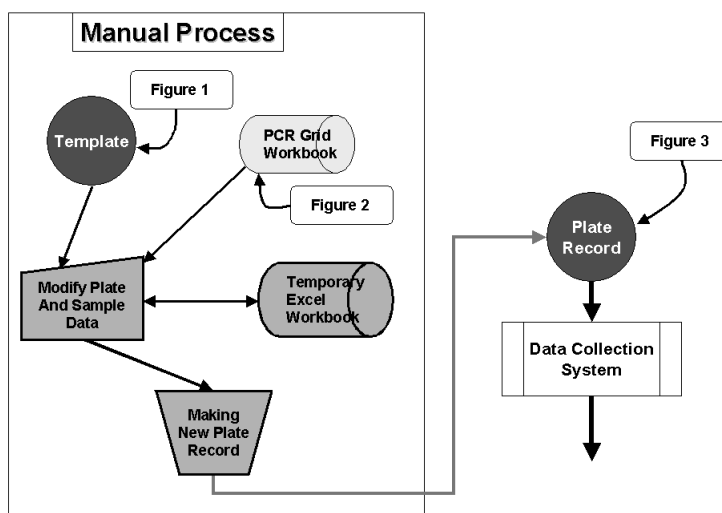 Manual Process
Figure 1
Template
PCR Grid
Workbook
Figure 2
Modify Plate
And Sample
Data
Temporary
Excel
Workbook
Making
New Plate
Record
Figure 3
Plate
Record
Data Collection
System